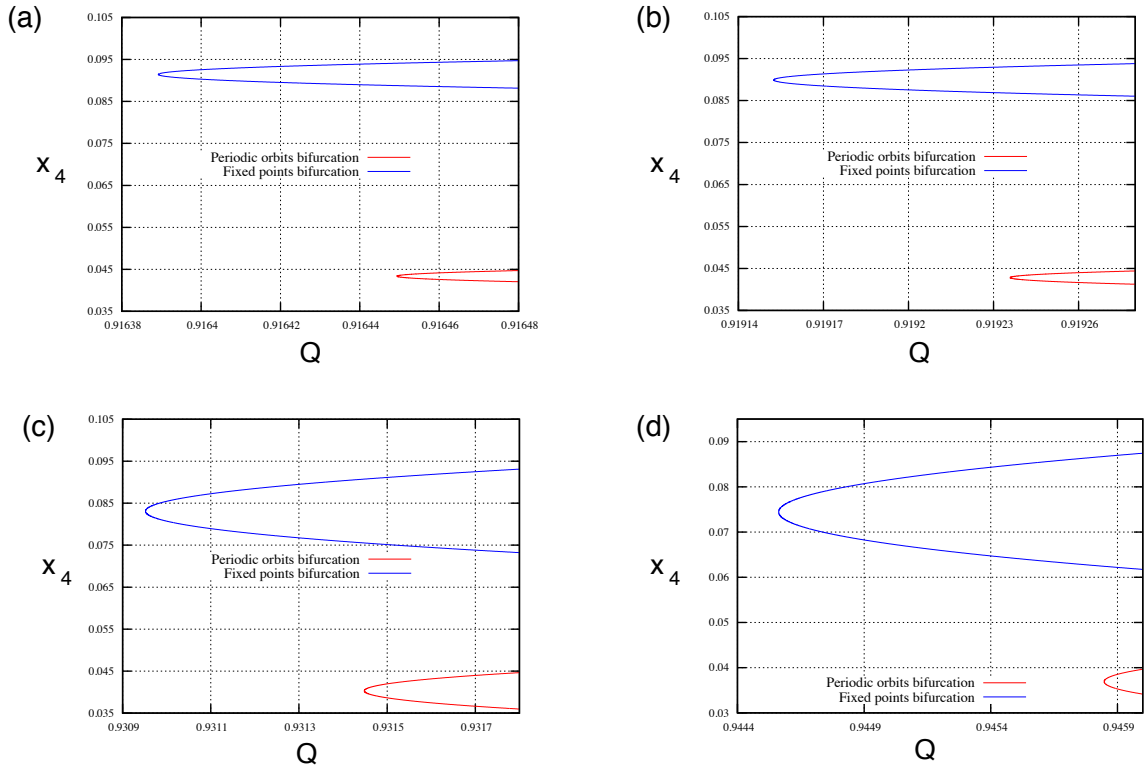 (a)
0.105
0.095
0.085
0.075
0.065
0.055
0.045
0.035
x 4
Periodic orbits bifurcation
Fixed points bifurcation
0.91638 0.9164 0.91642 0.91644 0.91646 0.91648
Q
(b)
0.105
0.095
0.085
0.075
0.065
0.055
0.045
0.035
x 4
Periodic orbits bifurcation
Fixed points bifurcation
0.91914 0.91917 0.9192 0.91923 0.91926
Q
(c)
0.105
0.095
0.085
0.075
0.065
0.055
0.045
0.035
x 4
Periodic orbits bifurcation
Fixed points bifurcation
0.9309 0.9311 0.9313 0.9315 0.9317
Q
(d)
0.09
0.08
0.07
0.06
0.05
0.04
0.03
x 4
Periodic orbits bifurcation
Fixed points bifurcation
0.9444 0.9449 0.9454 0.9459
Q